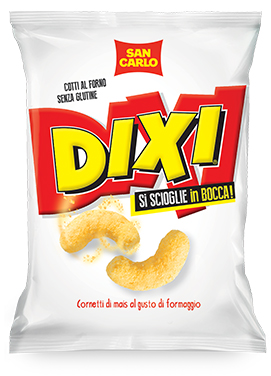 SAN
CARLO
COTTI AL FORNO
SENZA GLUTINE
DIXI
SI SCIOGLIE in BOCCA!
Cornetti di mais al gusto di formaggio